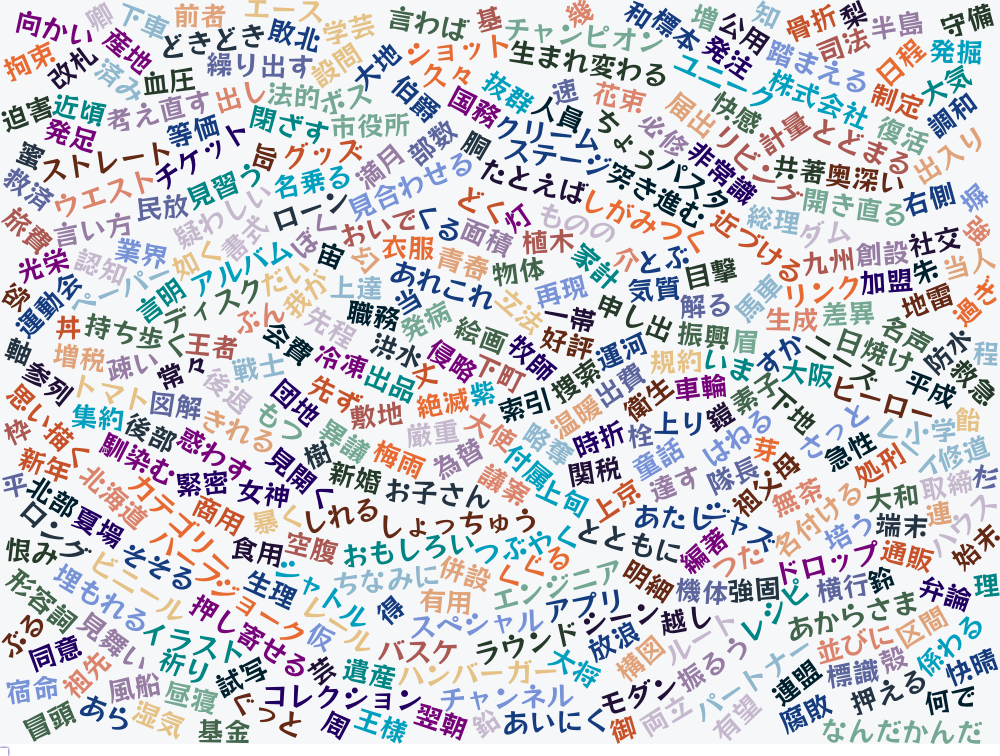 向かい
卿
下車
前者
エース
学芸
言わば
基
チャンピオン
幾
和
標本
増
公用
知
骨折
梨
半島
守備
拘束
改札
産地
済み
どきどき
敗北
設問
大地
ショット
生まれ変わる
ユニーク
発注
踏まえる
司法
日程
発掘
血圧
繰り出す
久々
抜群
速
花束
株式会社
制定
大気
迫害
近頃
考え直す
出し
法的
ボス
伯爵
国務
人員
届出
快感
計量
復活
調和
発足
等価
閉ざす
市役所
部数
クリーム
ちょう
必修
リビング
とどまる
出入り
蜜
ストレート
チケット
旨
グッズ
満月
胴
ステージ
パスタ
非常識
共著
奥深い
救済
ウエスト
見習う
名乗る
見合わせる
たとえば
突き進む
開き直る
右側
塀
旅費
言い方
民放
疑わしい
ローン
どく
灯
ものの
しがみつく
近づける
総理
ダム
強
光栄
認知
業界
如く
書式
ぼく
おいで
くる
面積
植木
家計
介
とぶ
九州
創設
社交
欲
運動会
ペーパー
言明
アルバム
宙
衣服
青春
物体
気質
目撃
加盟
朱
当人
ディスク
だい
我が
上達
あれこれ
立法
再現
申し出
解る
馬車
リンク
地雷
過ぎ
丼
持ち歩く
王者
ぶん
先程
職務
当
発病
絵画
一帯
好評
振興
眉
生成
差異
名声
防水
程
軸
増税
疎い
常々
戦士
会費
冷凍
洪水
侵略
下町
牧師
捜索
運河
規約
いま
すか
ニーズ
日焼け
救急
参列
トマト
図解
後退
団地
先ず
出品
丈
紫
索引
出費
衛生
車輪
素子
大阪
ヒーロー
平成
思い描く
集約
後部
きれる
もつ
敷地
絶滅
厳重
大使
略奪
温暖
時折
栓
上り
鎧
下地
さっと
く
小学
飴
枠
馴染む
惑わす
見聞く
樹
異議
梅雨
為替
付属
関税
童話
はねる
芽
急性
処刑
イ
修道
新年
北海道
カテゴリ
緊密
女神
新婚
お子さん
議案
上旬
上京
達す
隊長
祖父母
無茶
大和
取締
左
平
北部
夏場
商用
暴く
しれる
しょっちゅう
とともに
あたし
ジャズ
名付ける
培う
端末
連
ハウス
恨み
ロング
ビニール
そそる
ハーフ
食用
空腹
おもしろい
つぶやく
編著
つた
ドロップ
通販
始末
形容詞
埋もれる
ジョーク
生理
シャトル
ちなみに
併設
くぐる
エンジニア
明細
機体
強固
レシピ
横行
鈴
弁論
理
ぶる
同意
見舞い
イラスト
押し寄せる
レール
仮
得
有用
スペシャル
アプリ
シーン
越し
あからさま
並びに
区間
係わる
宿命
祖先
風船
祈り
試写
芸
遺産
バスケ
ラウンド
放浪
構図
ルート
パートナー
標識
殻
快晴
冒頭
あら
湿気
昼寝
ぐっと
コレクション
ハンバーガー
大将
モダン
振るう
連盟
押える
何で
基金
周
王様
翌朝
鉛
チャンネル
あいにく
御
両立
有望
腐敗
なんだかんだ